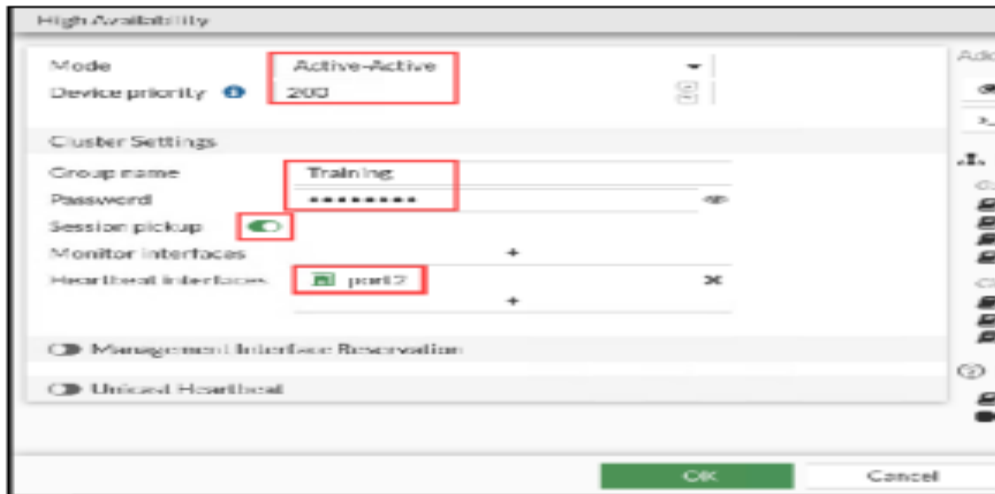 High Availability
Mode Active-Active
Device priority 200
Cluster Settings
Group name Training
Password ••••••••
Session pickup
Monitor interfaces +
Heartbeat interfaces port2 ×
+
Management Interface Reservation
Unicast Heartbeat
OK Cancel